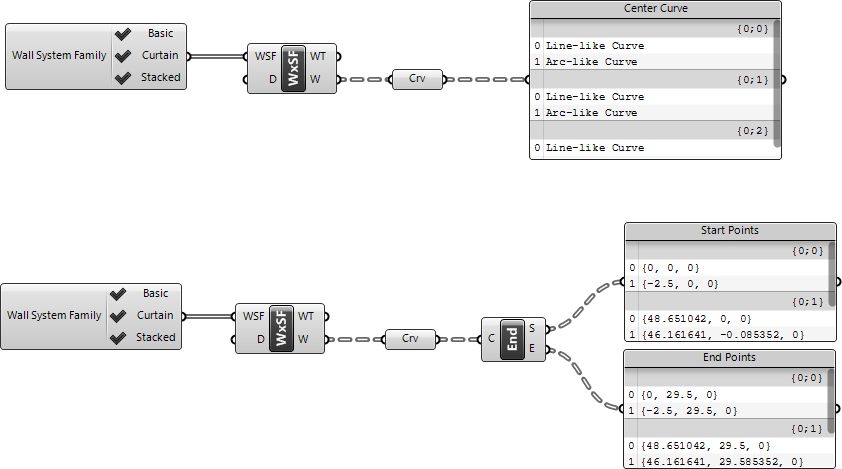 Center Curve
Wall System Family
Basic
Curtain
Stacked
WSF
D
WxSF
WT
W
Crv
{0;0}
0 Line-like Curve
1 Arc-like Curve
{0;1}
0 Line-like Curve
1 Arc-like Curve
{0;2}
0 Line-like Curve
Wall System Family
Basic
Curtain
Stacked
WSF
D
WxSF
WT
W
Crv
C
End
S
E
Start Points
{0;0}
0 {0, 0, 0}
1 {-2.5, 0, 0}
{0;1}
0 {48.651042, 0, 0}
1 {46.161641, -0.085352, 0}
End Points
{0;0}
0 {0, 29.5, 0}
1 {-2.5, 29.5, 0}
{0;1}
0 {48.651042, 29.5, 0}
1 {46.161641, 29.585352, 0}